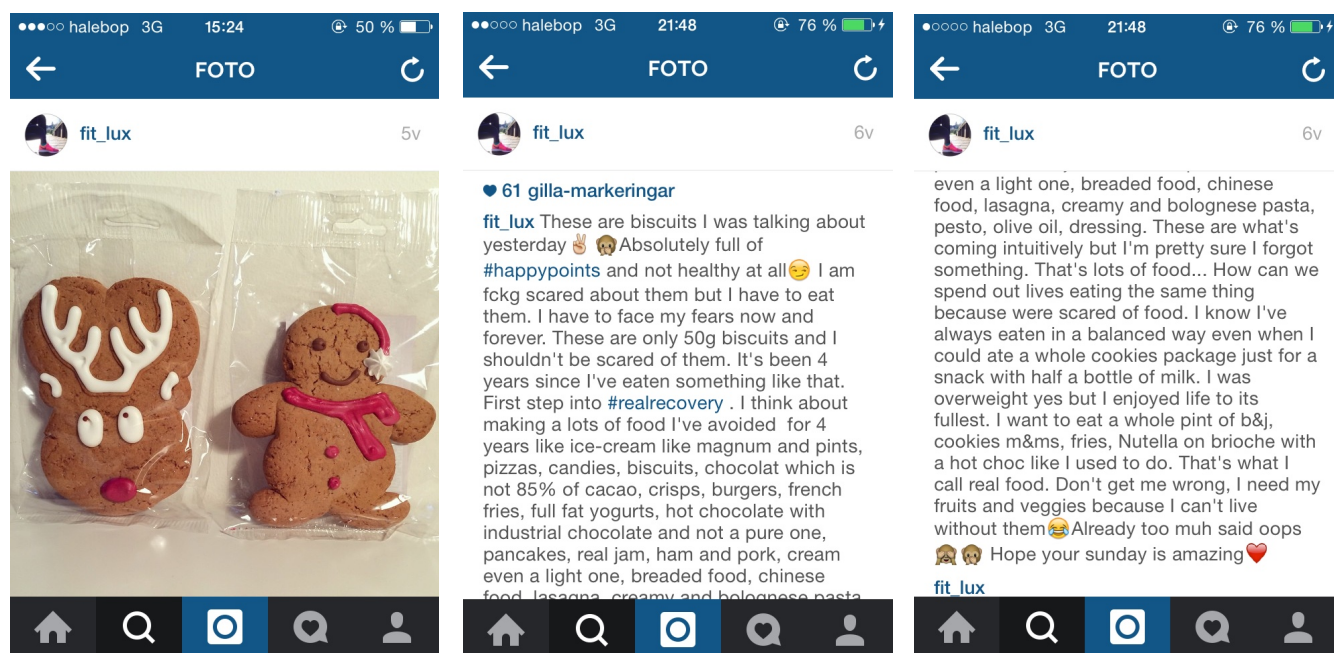 halebop 3G 15:24 50 %
FOTO
fit_lux 5v
halebop 3G 21:48 76 %
FOTO
fit_lux 6v
61 gilla-markeringar
fit_lux These are biscuits I was talking about
yesterday✌🙊Absolutely full of
#happypoints and not healthy at all😏 I am
fckg scared about them but I have to eat
them. I have to face my fears now and
forever. These are only 50g biscuits and I
shouldn't be scared of them. It's been 4
years since I've eaten something like that.
First step into #realrecovery . I think about
making a lots of food I've avoided for 4
years like ice-cream like magnum and pints,
pizzas, candies, biscuits, chocolat which is
not 85% of cacao, crisps, burgers, french
fries, full fat yogurts, hot chocolate with
industrial chocolate and not a pure one,
pancakes, real jam, ham and pork, cream
even a light one, breaded food, chinese
food, lasagna, creamy and bolognese pasta
halebop 3G 21:48 76 %
FOTO
fit_lux 6v
even a light one, breaded food, chinese
food, lasagna, creamy and bolognese pasta,
pesto, olive oil, dressing. These are what's
coming intuitively but I'm pretty sure I forgot
something. That's lots of food... How can we
spend out lives eating the same thing
because were scared of food. I know I've
always eaten in a balanced way even when I
could ate a whole cookies package just for a
snack with half a bottle of milk. I was
overweight yes but I enjoyed life to its
fullest. I want to eat a whole pint of b&j,
cookies m&ms, fries, Nutella on brioche with
a hot choc like I used to do. That's what I
call real food. Don't get me wrong, I need my
fruits and veggies because I can't live
without them😂Already too muh said oops
🙈🙊 Hope your sunday is amazing❤
fit_lux